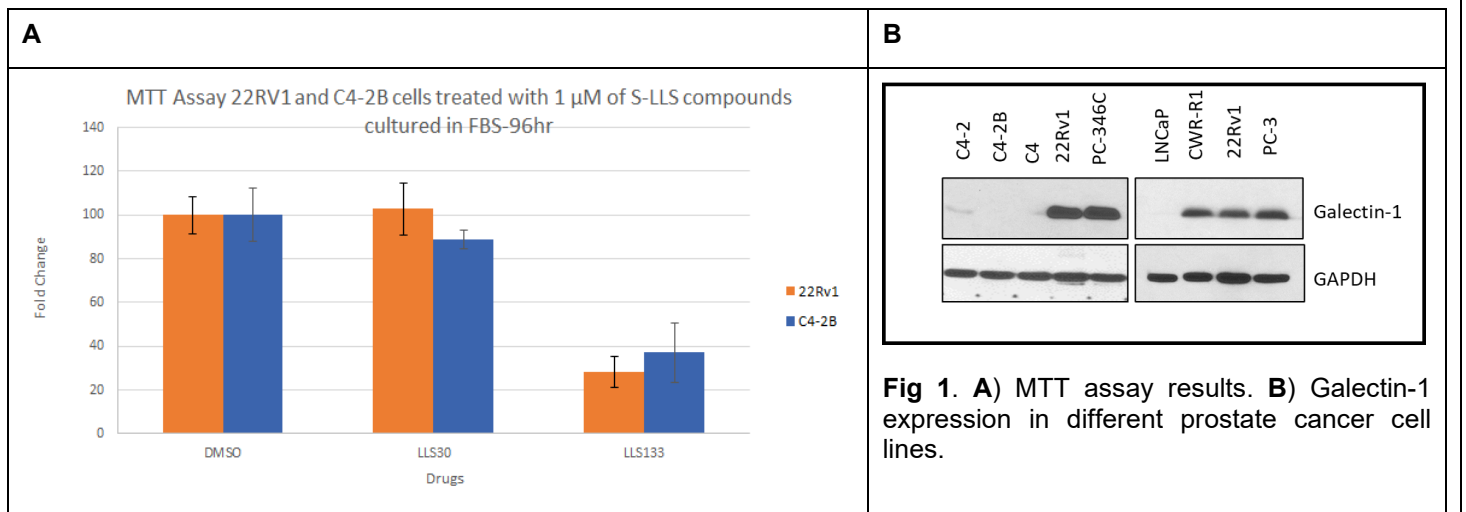 A
B
MTT Assay 22RV1 and C4-2B cells treated with 1 µM of S-LLS compounds
cultured in FBS-96hr
140
120
100
80
60
40
20
0
Fold Change
DMSO
LLS30
LLS133
Drugs
22Rv1
C4-2B
C4-2
C4-2B
C4
22Rv1
PC-346C
LNCaP
CWR-R1
22Rv1
PC-3
Galectin-1
GAPDH
Fig 1. A) MTT assay results. B) Galectin-1
expression in different prostate cancer cell
lines.